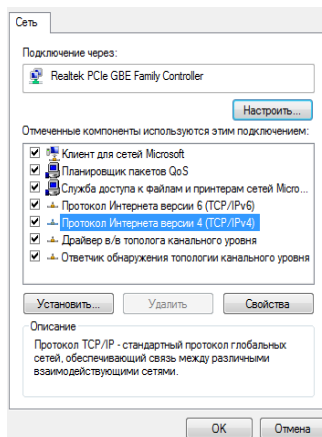 Сеть
Подключение через:
Realtek PCIe GBE Family Controller
Настроить...
Отмеченные компоненты используются этим подключением:
Клиент для сетей Microsoft
Планировщик пакетов QoS
Служба доступа к файлам и принтерам сетей Micro...
Протокол Интернета версии 6 (TCP/IPv6)
Протокол Интернета версии 4 (TCP/IPv4)
Драйвер в/в тополога канального уровня
Ответчик обнаружения топологии канального уровня
Установить...
Удалить
Свойства
Описание
Протокол TCP/IP - стандартный протокол глобальных
сетей, обеспечивающий связь между различными
взаимодействующими сетями.
ОК
Отмена